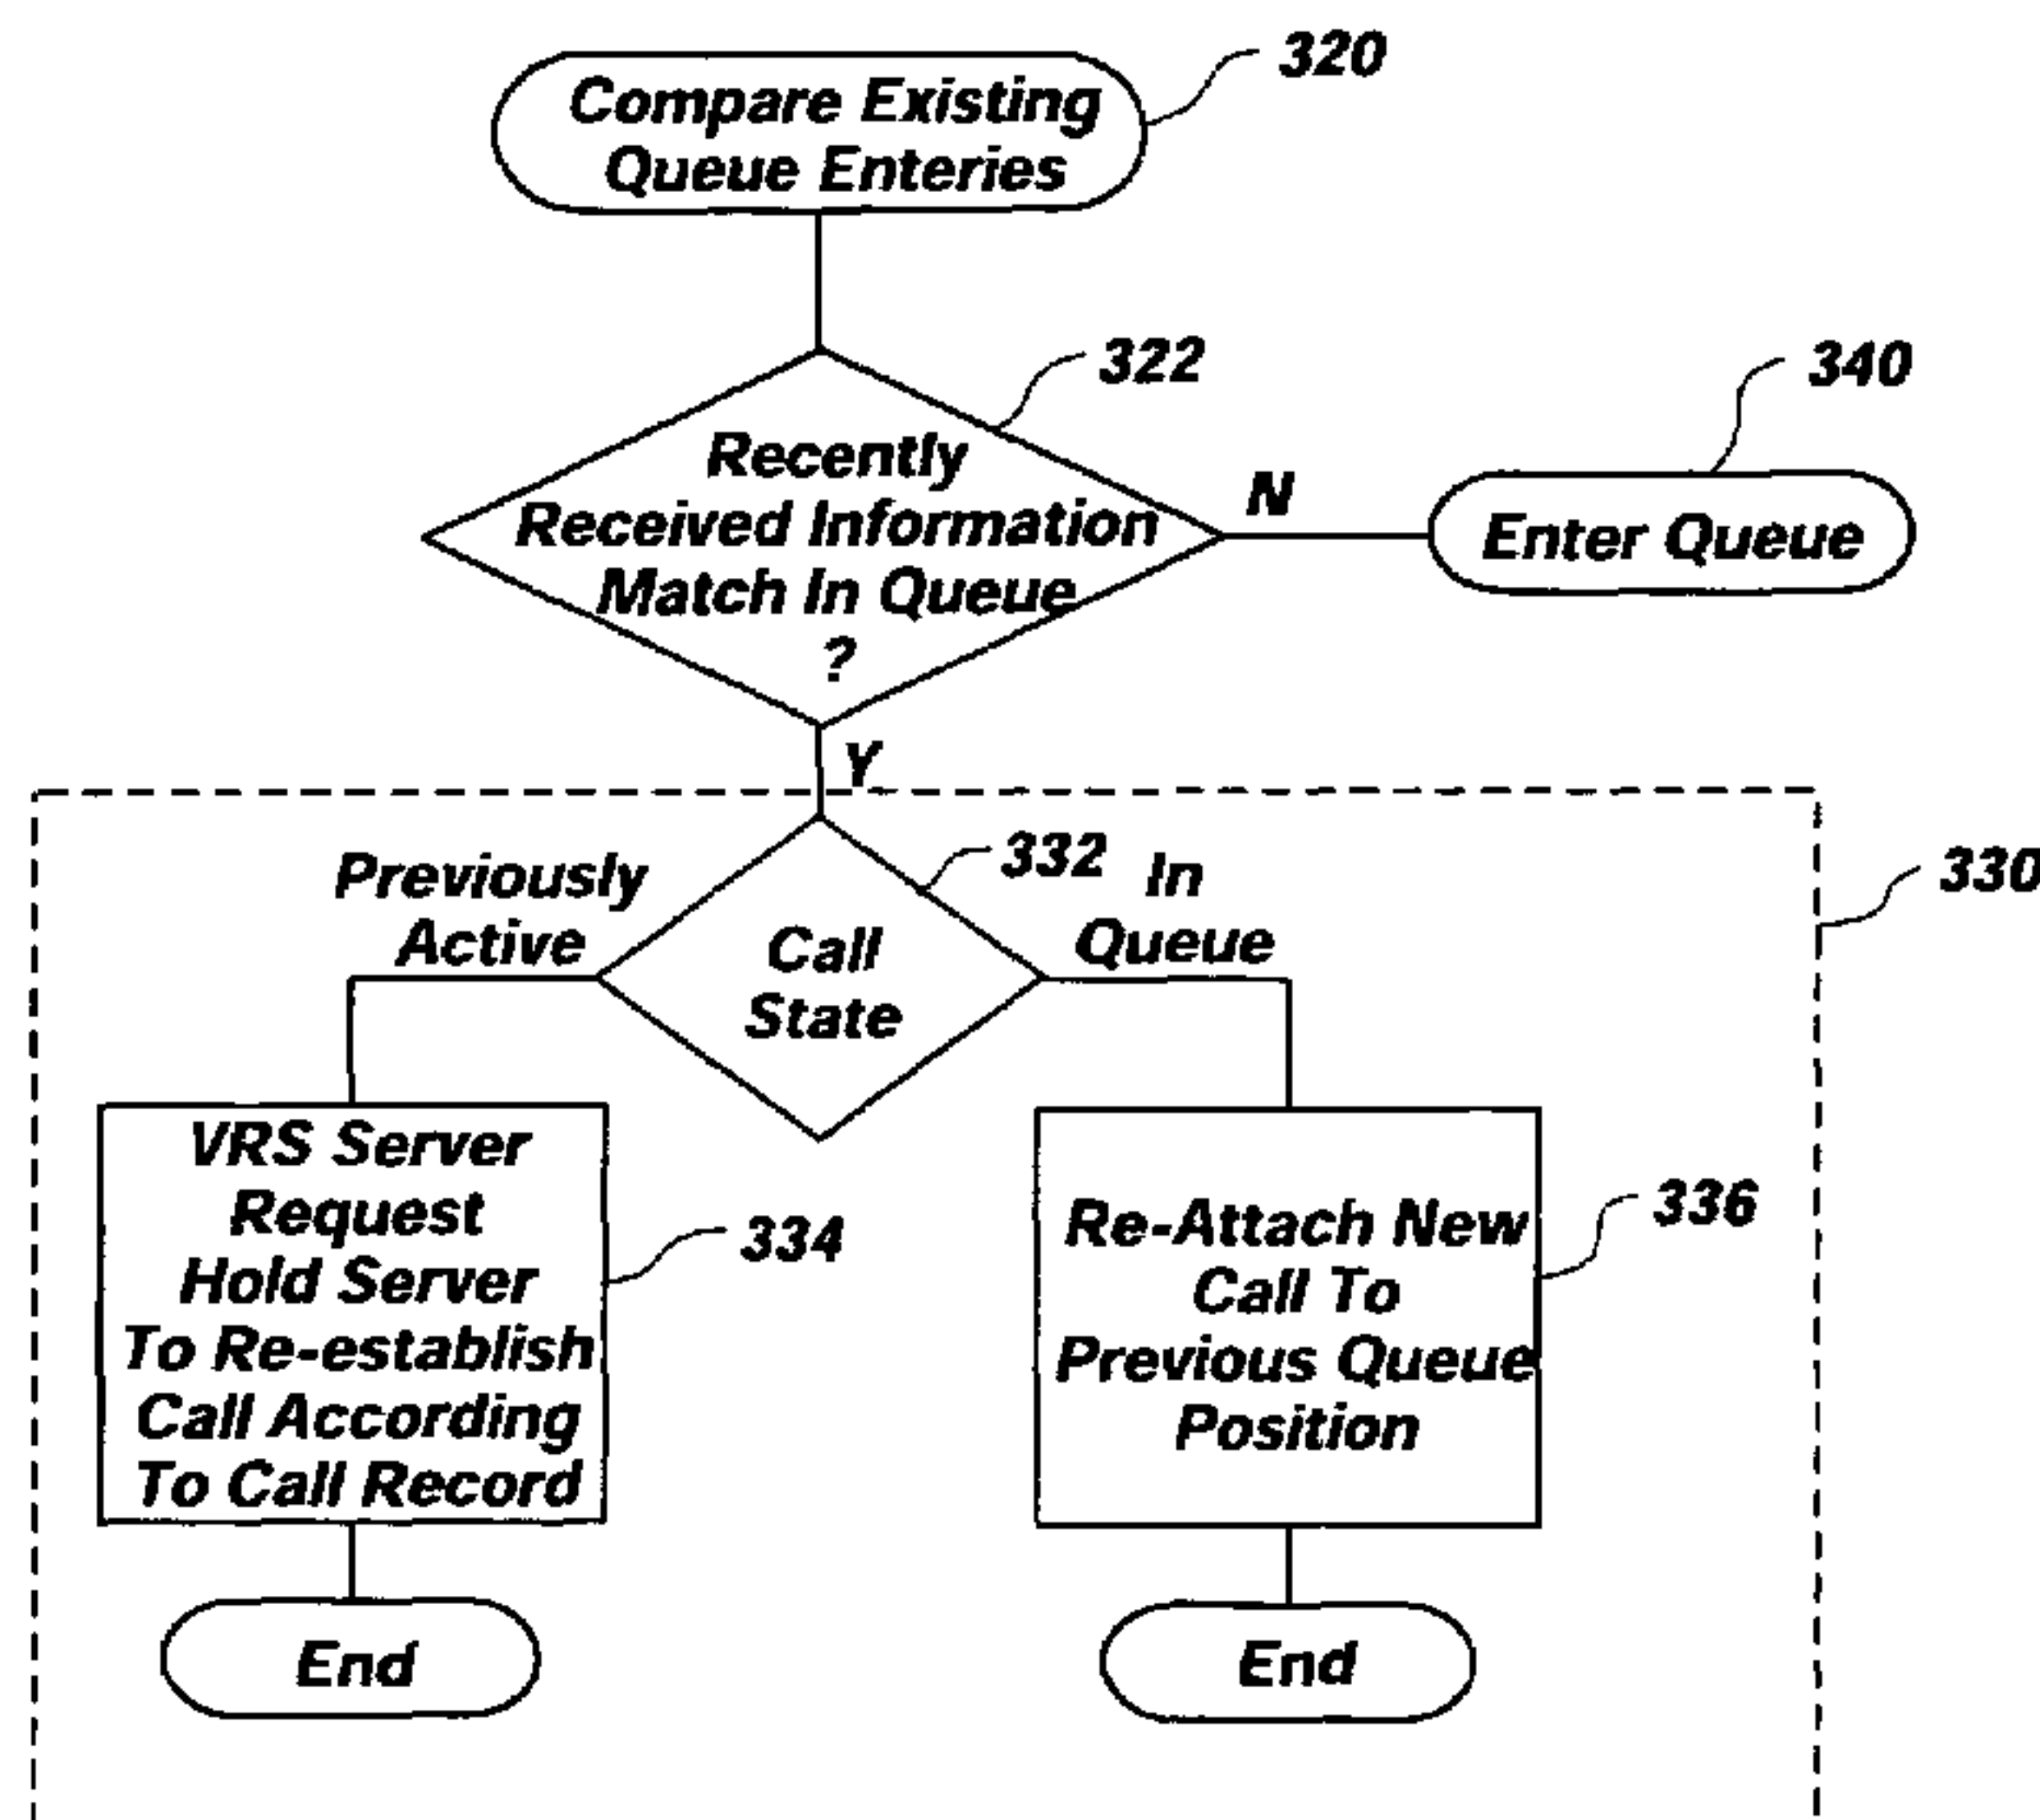 320
Compare Existing
Queue Enteries
322
Recently
Received Information
Match In Queue
?
N
340
Enter Queue
Y
330
332
Previously
Active
Call
State
In
Queue
VRS Server
Request
Hold Server
To Re-establish
Call According
To Call Record
334
Re-Attach New
Call To
Previous Queue
Position
336
End
End